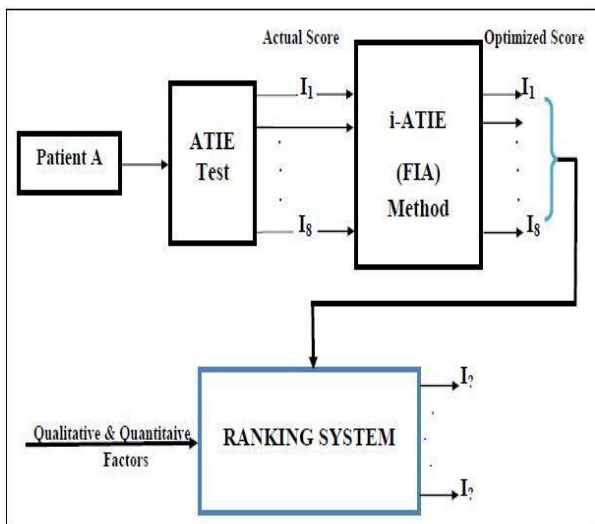 Actual Score
Optimized Score
Patient A
ATIE
Test
I1
I8
i-ATIE
(FIA)
Method
I1
I8
Qualitative & Quantitaive
Factors
RANKING SYSTEM
I?
I?